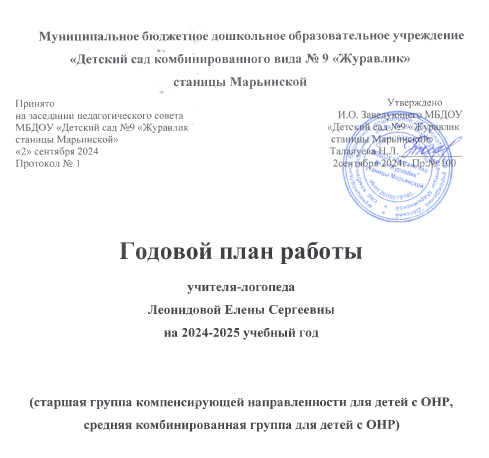 Муниципальное бюджетное дошкольное образовательное учреждение
«Детский сад комбинированного вида № 9 «Журавлик»
станицы Марьинской
Принято Утверждено
на заседании педагогического совета И.О. Заведующего МБДОУ
МБДОУ «Детский сад №9 «Журавлик «Детский сад №9 «Журавлик
станицы Марьинской» станицы Марьинской»
«2» сентября 2024 Талалуева Н.Л.
Протокол № 1 2сентября 2024г. Пр.№ 100
Годовой план работы
учителя-логопеда
Леонидовой Елены Сергеевны
на 2024-2025 учебный год
(старшая группа компенсирующей направленности для детей с ОНР,
средняя комбинированная группа для детей с ОНР)